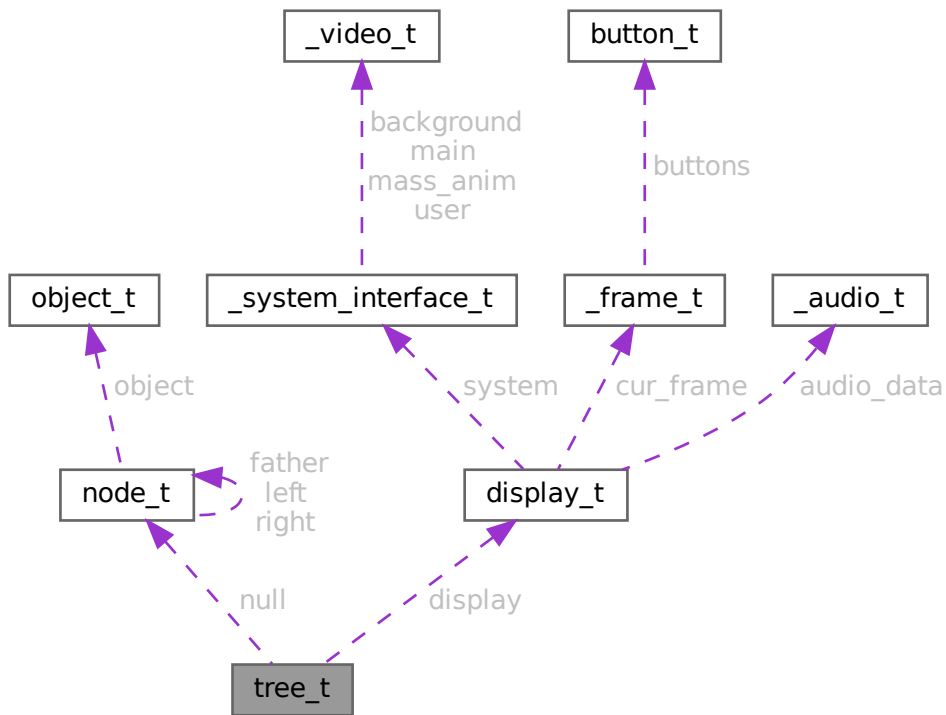 _video_t
button_t
background
main
mass_anim
user
buttons
object_t
_system_interface_t
_frame_t
_audio_t
object
system
cur_frame
audio_data
father
left
right
node_t
display_t
null
display
tree_t